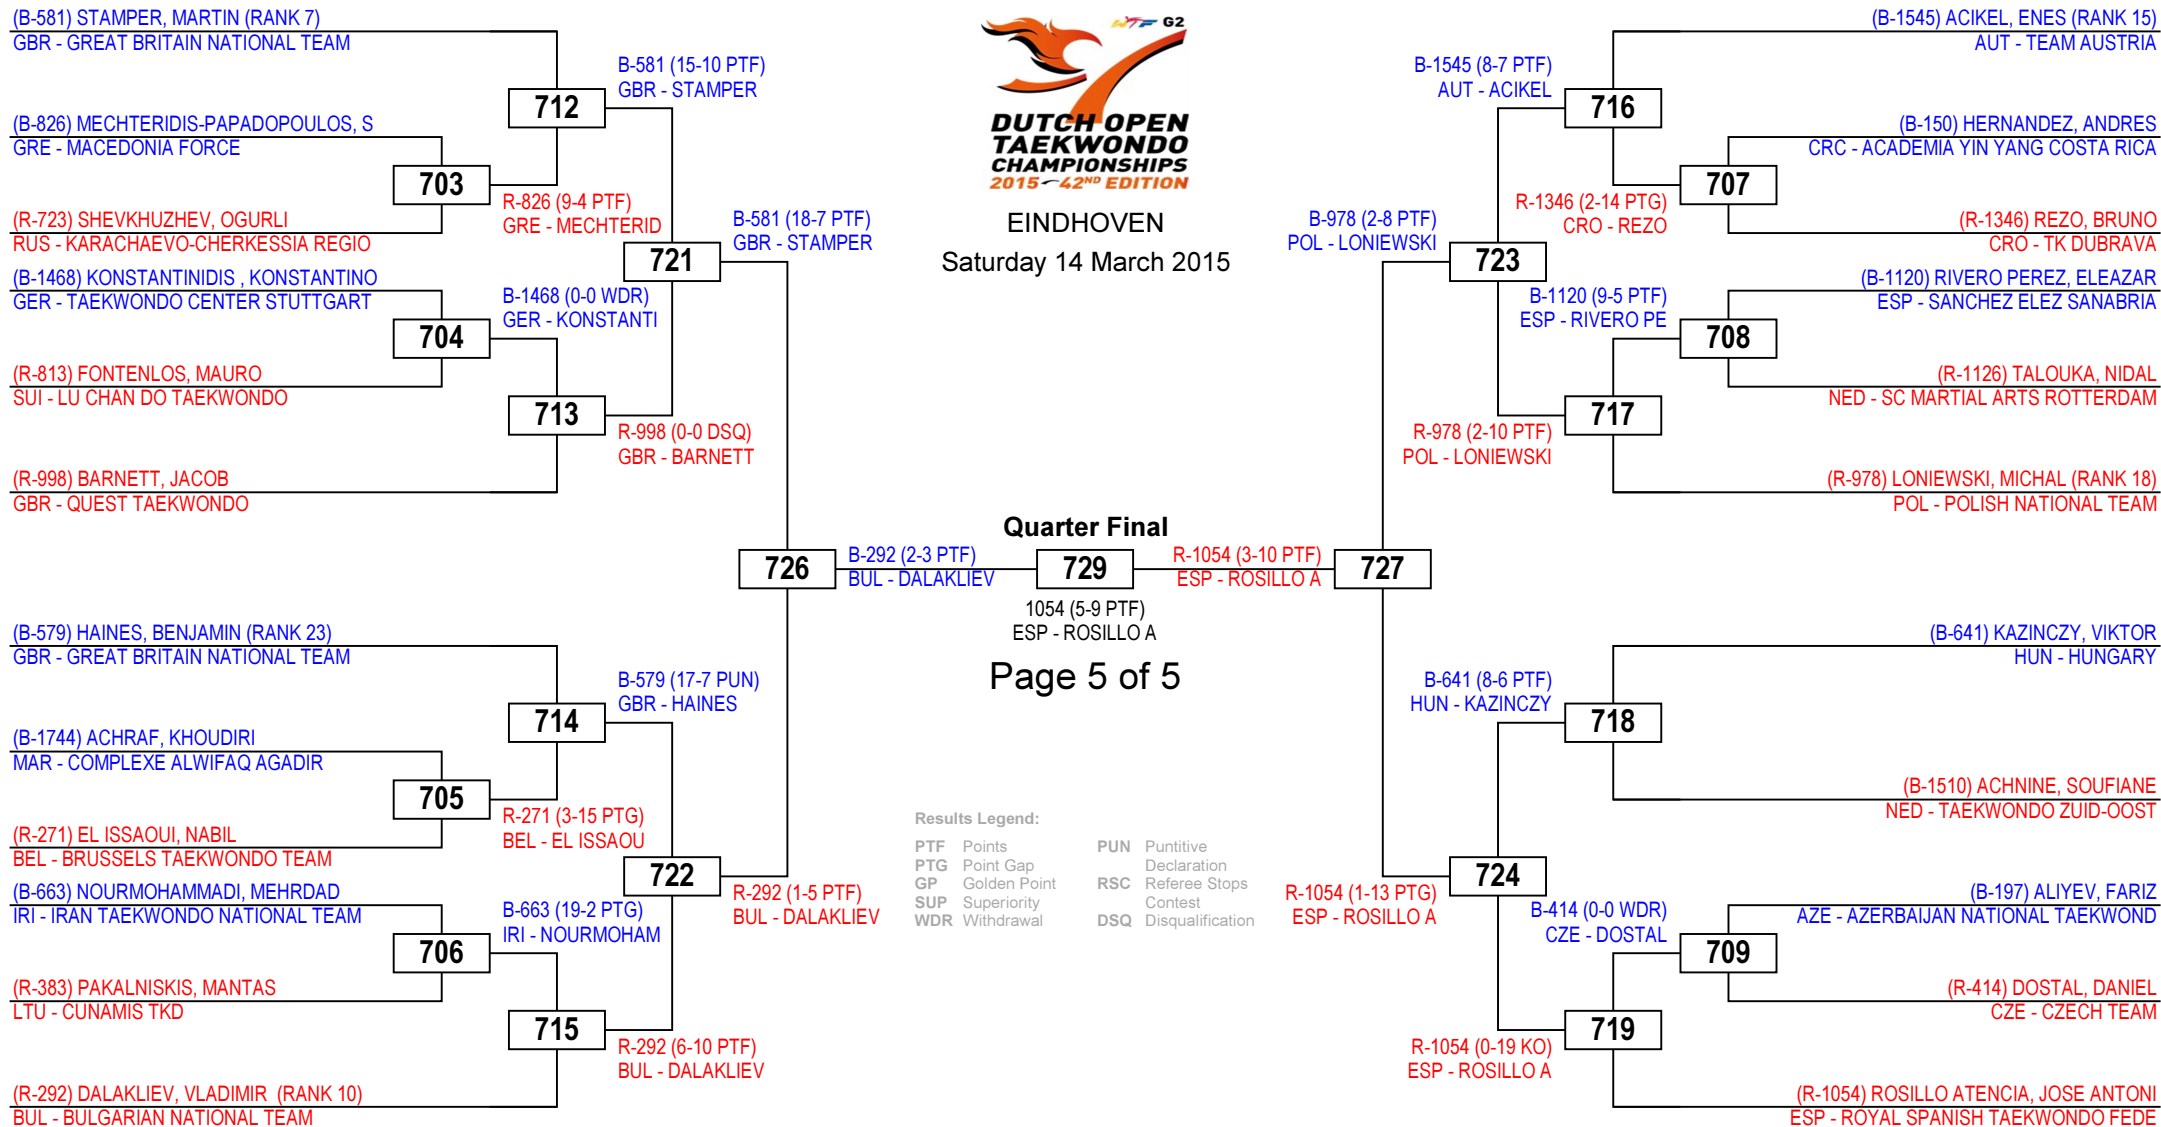 (B-581) STAMPER, MARTIN (RANK 7)
GBR - GREAT BRITAIN NATIONAL TEAM
(B-826) MECHTERIDIS-PAPADOPOULOS, S
GRE - MACEDONIA FORCE
(R-723) SHEVKHUZHEV, OGURLI
RUS - KARACHAEVO-CHERKESSIA REGIO
(B-1468) KONSTANTINIDIS , KONSTANTINO
GER - TAEKWONDO CENTER STUTTGART
(R-813) FONTENLOS, MAURO
SUI - LU CHAN DO TAEKWONDO
(R-998) BARNETT, JACOB
GBR - QUEST TAEKWONDO
(B-579) HAINES, BENJAMIN (RANK 23)
GBR - GREAT BRITAIN NATIONAL TEAM
(B-1744) ACHRAF, KHOUDIRI
MAR - COMPLEXE ALWIFAQ AGADIR
(R-271) EL ISSAOUI, NABIL
BEL - BRUSSELS TAEKWONDO TEAM
(B-663) NOURMOHAMMADI, MEHRDAD
IRI - IRAN TAEKWONDO NATIONAL TEAM
(R-383) PAKALNISKIS, MANTAS
LTU - CUNAMIS TKD
(R-292) DALAKLIEV, VLADIMIR  (RANK 10)
BUL - BULGARIAN NATIONAL TEAM
703
704
705
706
712
R-826 (9-4 PTF)
GRE - MECHTERID
B-1468 (0-0 WDR)
GER - KONSTANTI
713
714
R-271 (3-15 PTG)
BEL - EL ISSAOU
B-663 (19-2 PTG)
IRI - NOURMOHAM
715
B-581 (15-10 PTF)
GBR - STAMPER
721
R-998 (0-0 DSQ)
GBR - BARNETT
B-579 (17-7 PUN)
GBR - HAINES
722
R-292 (6-10 PTF)
BUL - DALAKLIEV
B-581 (18-7 PTF)
GBR - STAMPER
726
R-292 (1-5 PTF)
BUL - DALAKLIEV
WTF G2
DUTCH OPEN
TAEKWONDO
CHAMPIONSHIPS
2015 42ND EDITION
EINDHOVEN
Saturday 14 March 2015
Quarter Final
B-292 (2-3 PTF)
BUL - DALAKLIEV
729
R-1054 (3-10 PTF)
ESP - ROSILLO A
1054 (5-9 PTF)
ESP - ROSILLO A
Page 5 of 5
Results Legend:
PTF Points
PTG Point Gap
GP Golden Point
SUP Superiority
WDR Withdrawal
PUN Puntitive
Declaration
RSC Referee Stops
Contest
DSQ Disqualification
B-978 (2-8 PTF)
POL - LONIEWSKI
727
R-1054 (1-13 PTG)
ESP - ROSILLO A
B-1545 (8-7 PTF)
AUT - ACIKEL
723
R-978 (2-10 PTF)
POL - LONIEWSKI
B-641 (8-6 PTF)
HUN - KAZINCZY
724
R-1054 (0-19 KO)
ESP - ROSILLO A
716
R-1346 (2-14 PTG)
CRO - REZO
B-1120 (9-5 PTF)
ESP - RIVERO PE
717
718
B-414 (0-0 WDR)
CZE - DOSTAL
719
707
708
709
(B-1545) ACIKEL, ENES (RANK 15)
AUT - TEAM AUSTRIA
(B-150) HERNANDEZ, ANDRES
CRC - ACADEMIA YIN YANG COSTA RICA
(R-1346) REZO, BRUNO
CRO - TK DUBRAVA
(B-1120) RIVERO PEREZ, ELEAZAR
ESP - SANCHEZ ELEZ SANABRIA
(R-1126) TALOUKA, NIDAL
NED - SC MARTIAL ARTS ROTTERDAM
(R-978) LONIEWSKI, MICHAL (RANK 18)
POL - POLISH NATIONAL TEAM
(B-641) KAZINCZY, VIKTOR
HUN - HUNGARY
(B-1510) ACHNINE, SOUFIANE
NED - TAEKWONDO ZUID-OOST
(B-197) ALIYEV, FARIZ
AZE - AZERBAIJAN NATIONAL TAEKWOND
(R-414) DOSTAL, DANIEL
CZE - CZECH TEAM
(R-1054) ROSILLO ATENCIA, JOSE ANTONI
ESP - ROYAL SPANISH TAEKWONDO FEDE